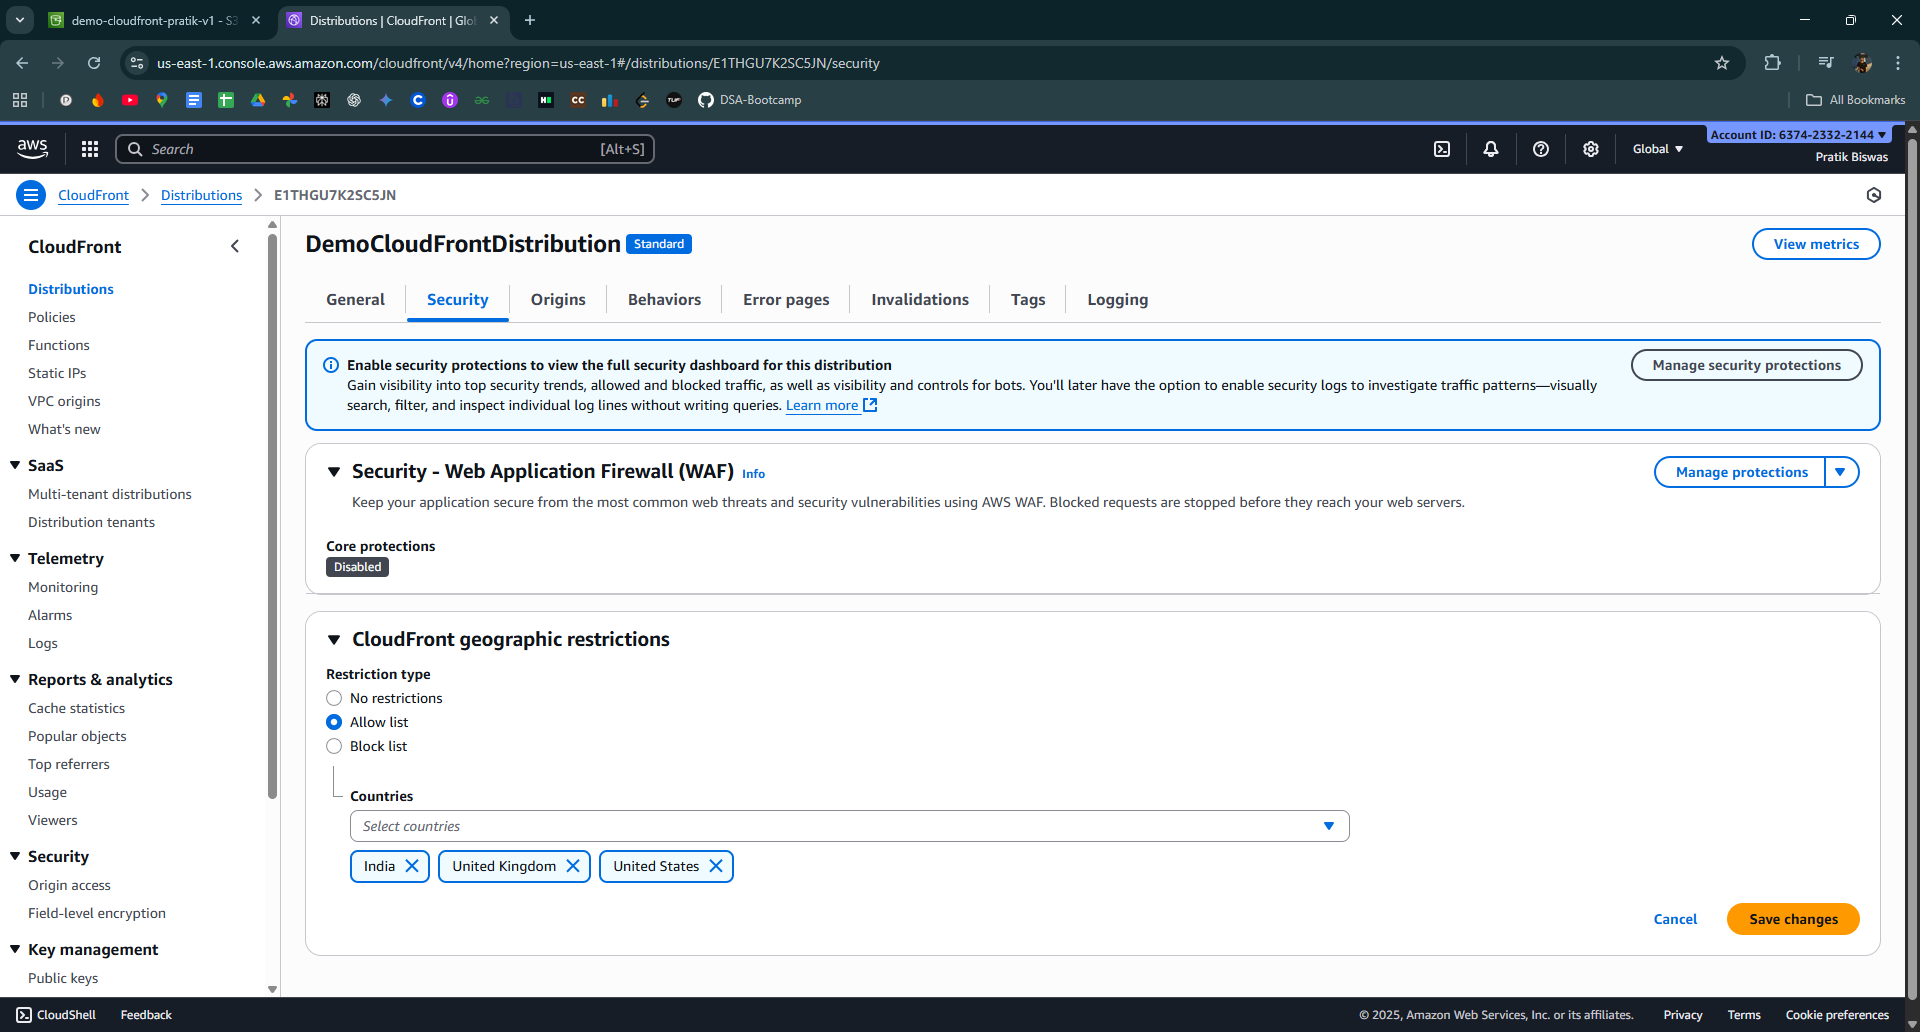 demo-cloudfront-pratik-v1 - S3
Distributions | CloudFront | Glo
us-east-1.console.aws.amazon.com/cloudfront/v4/home?region=us-east-1#/distributions/E1THGU7K2SC5JN/security
DSA-Bootcamp
All Bookmarks
aws
Search
[Alt+S]
Global
Account ID: 6374-2332-2144
Pratik Biswas
CloudFront
Distributions
E1THGU7K2SC5JN
CloudFront
Distributions
Policies
Functions
Static IPs
VPC origins
What's new
SaaS
Multi-tenant distributions
Distribution tenants
Telemetry
Monitoring
Alarms
Logs
Reports & analytics
Cache statistics
Popular objects
Top referrers
Usage
Viewers
Security
Origin access
Field-level encryption
Key management
Public keys
DemoCloudFrontDistribution Standard
View metrics
General Security Origins Behaviors Error pages Invalidations Tags Logging
Enable security protections to view the full security dashboard for this distribution
Gain visibility into top security trends, allowed and blocked traffic, as well as visibility and controls for bots. You'll later have the option to enable security logs to investigate traffic patterns—visually
search, filter, and inspect individual log lines without writing queries. Learn more
Manage security protections
Security - Web Application Firewall (WAF) Info
Manage protections
Keep your application secure from the most common web threats and security vulnerabilities using AWS WAF. Blocked requests are stopped before they reach your web servers.
Core protections
Disabled
CloudFront geographic restrictions
Restriction type
No restrictions
Allow list
Block list
Countries
Select countries
India United Kingdom United States
Cancel Save changes
CloudShell Feedback
© 2025, Amazon Web Services, Inc. or its affiliates. Privacy Terms Cookie preferences